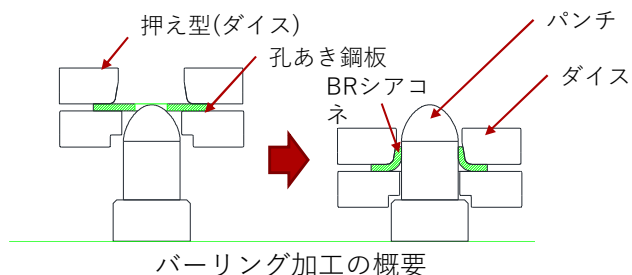 押え型(ダイス)
孔あき鋼板
BRシアコ
ネ
パンチ
ダイス
バーリング加工の概要